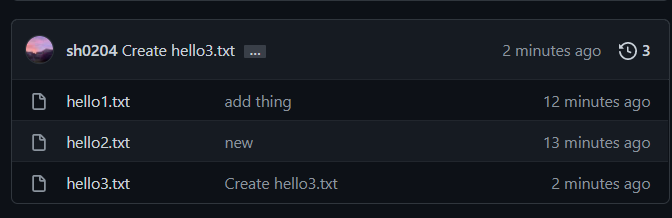 sh0204 Create hello3.txt ... 2 minutes ago 3
hello1.txt add thing 12 minutes ago
hello2.txt new 13 minutes ago
hello3.txt Create hello3.txt 2 minutes ago